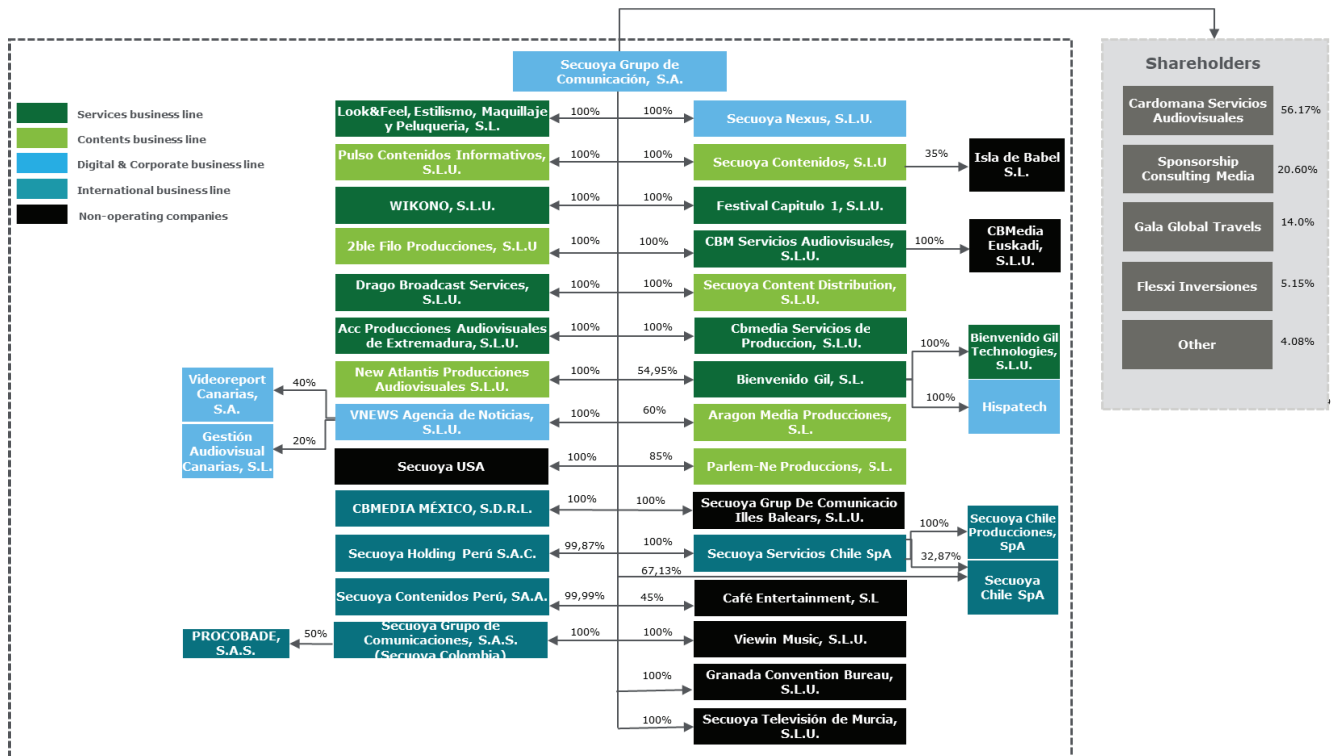 Secuoya Grupo de
Comunicación, S.A.
Shareholders
Cardomana Servicios
Audiovisuales
56.17%
Sponsorship
Consulting Media
20.60%
Gala Global Travels
14.0%
Flesxi Inversiones
5.15%
Other
4.08%
Services business line
Contents business line
Digital & Corporate business line
International business line
Non-operating companies
Look&Feel, Estilismo, Maquillaje
y Peluqueria, S.L.
100%
100%
Secuoya Nexus, S.L.U.
Pulso Contenidos Informativos,
S.L.U.
100%
100%
Secuoya Contenidos, S.L.U
35%
Isla de Babel
S.L.
WIKONO, S.L.U.
100%
100%
Festival Capitulo 1, S.L.U.
2ble Filo Producciones, S.L.U
100%
100%
CBM Servicios Audiovisuales,
S.L.U.
100%
CBMedia
Euskadi,
S.L.U.
Drago Broadcast Services,
S.L.U.
100%
100%
Secuoya Content Distribution,
S.L.U.
Acc Producciones Audiovisuales
de Extremadura, S.L.U.
100%
100%
Cbmedia Servicios de
Produccion, S.L.U.
100%
Bienvenido Gil
Technologies,
S.L.U.
New Atlantis Producciones
Audiovisuales S.L.U.
100%
54,95%
Bienvenido Gil, S.L.
100%
Hispatech
Videoreport
Canarias,
S.A.
40%
VNEWS Agencia de Noticias,
S.L.U.
100%
60%
Aragon Media Producciones,
S.L.
Gestión
Audiovisual
Canarias, S.L.
20%
Secuoya USA
100%
85%
Parlem-Ne Produccions, S.L.
CBMEDIA MÉXICO, S.D.R.L.
100%
100%
Secuoya Grup De Comunicacio
Illes Balears, S.L.U.
Secuoya Holding Perú S.A.C.
99,87%
100%
Secuoya Servicios Chile SpA
100%
Secuoya Chile
Producciones,
SpA
32,87%
67,13%
Secuoya
Chile SpA
Secuoya Contenidos Perú, SA.A.
99,99%
45%
Café Entertainment, S.L
PROCOBADE,
S.A.S.
50%
Secuoya Grupo de
Comunicaciones, S.A.S.
(Secuoya Colombia)
100%
100%
Viewin Music, S.L.U.
100%
Granada Convention Bureau,
S.L.U.
100%
Secuoya Televisión de Murcia,
S.L.U.